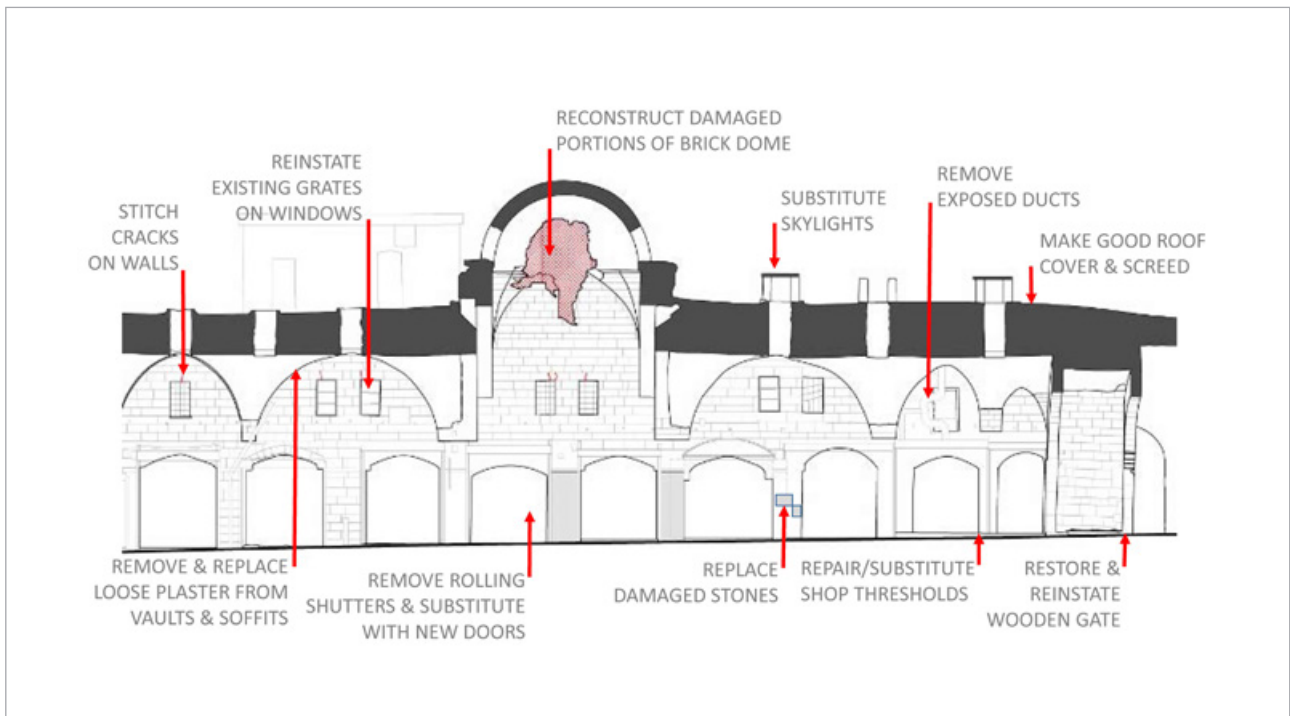 RECONSTRUCT DAMAGED
PORTIONS OF BRICK DOME
REINSTATE
EXISTING GRATES
ON WINDOWS
REMOVE
EXPOSED DUCTS
SUBSTITUTE
SKYLIGHTS
STITCH
CRACKS
ON WALLS
MAKE GOOD ROOF
COVER & SCREED
REMOVE & REPLACE
LOOSE PLASTER FROM
VAULTS & SOFFITS
REMOVE ROLLING
SHUTTERS & SUBSTITUTE
WITH NEW DOORS
REPLACE
DAMAGED STONES
REPAIR/SUBSTITUTE
SHOP THRESHOLDS
RESTORE &
REINSTATE
WOODEN GATE